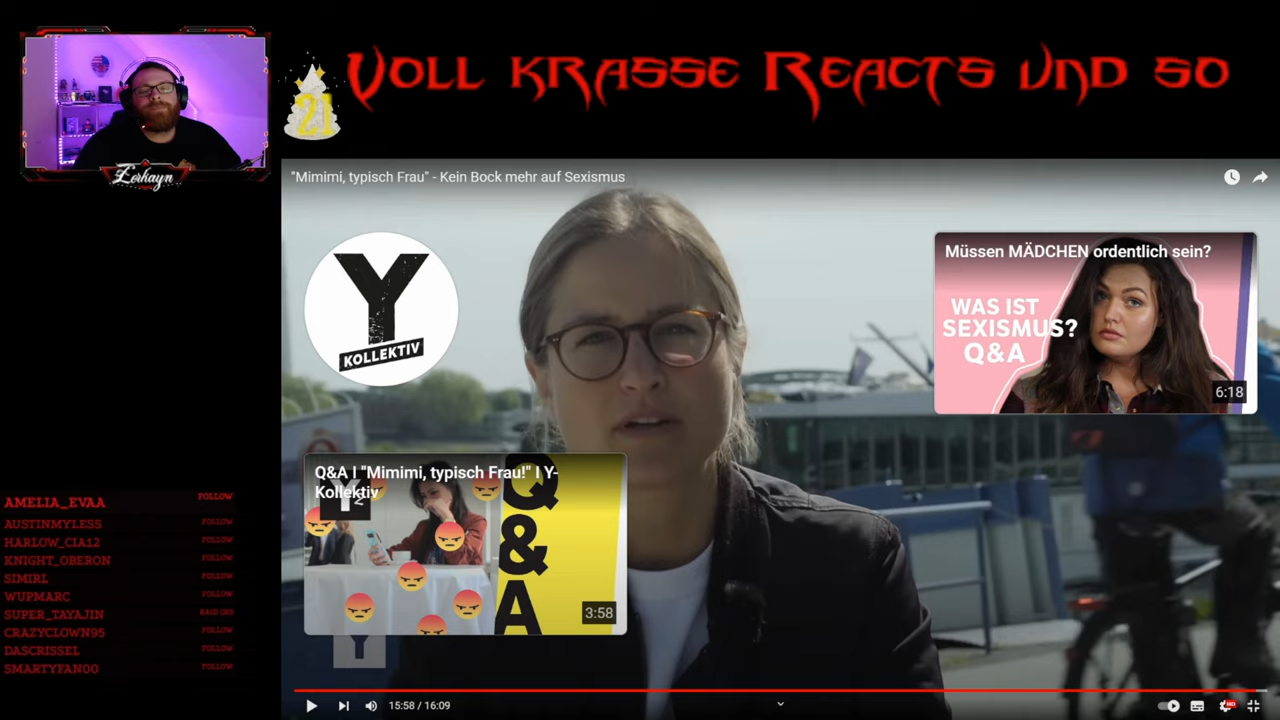 Voll krasse Reacts und so
21
Zerkayn
"Mimimi, typisch Frau" - Kein Bock mehr auf Sexismus
Y
KOLLEKTIV
Müssen MÄDCHEN ordentlich sein?
WAS IST
SEXISMUS?
Q&A
6:18
Q&A I "Mimimi, typisch Frau!" I Y-
Kollektiv
Y
Q
&
A
3:58
Y
AMELIA_EVAA FOLLOW
AUSTINMYLESS FOLLOW
HARLOW_CIA12 FOLLOW
KNIGHT_OBERON FOLLOW
SIMIRL FOLLOW
WUPMARC FOLLOW
SUPER_TAYAJIN
CRAZYCLOWN95 FOLLOW
DASCRISSEL FOLLOW
SMARTYFAN00 FOLLOW
15:58 / 16:09
HD